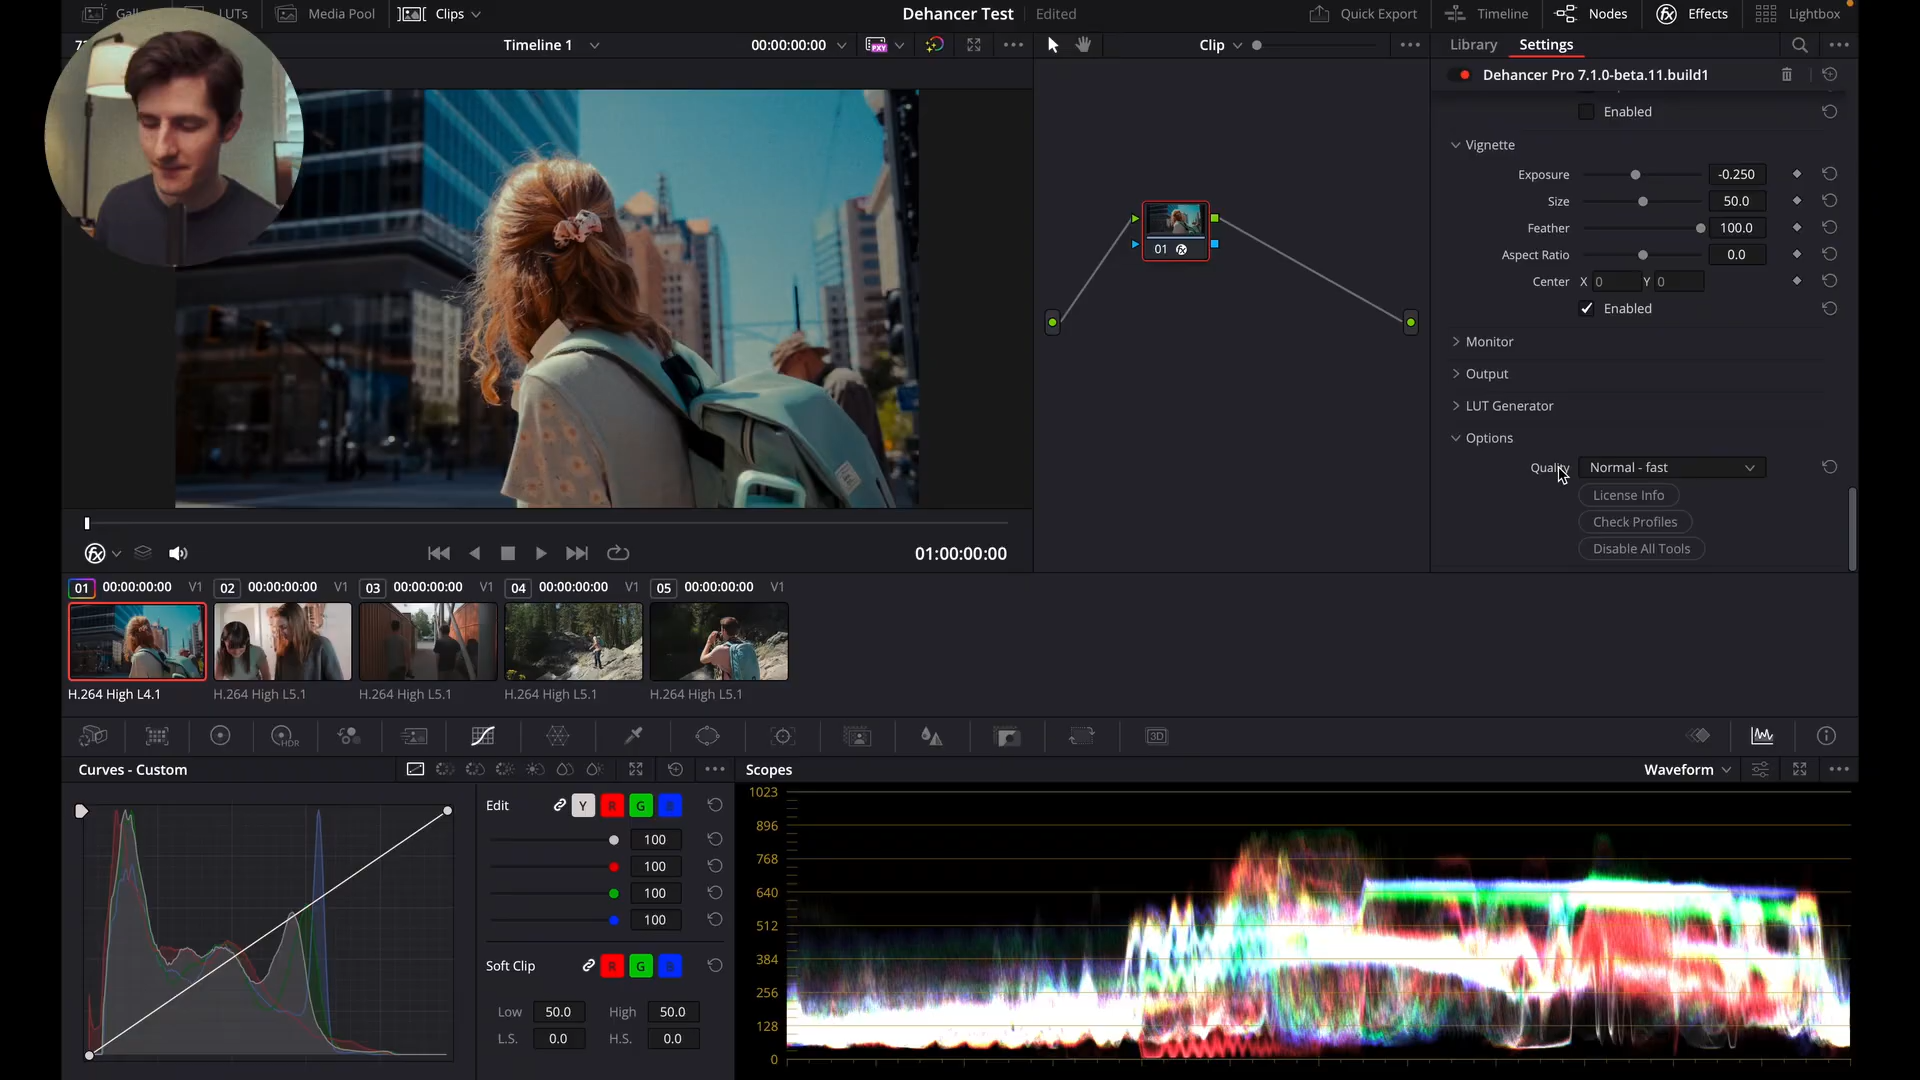 LUTs
Media Pool
Clips
Dehancer Test
Edited
Quick Export
Timeline
Nodes
Effects
Lightbox
Timeline 1
00:00:00:00
PXY
Clip
Library
Settings
Dehancer Pro 7.1.0-beta.11.build1
Enabled
Vignette
Exposure
-0.250
Size
50.0
Feather
100.0
Aspect Ratio
0.0
Center X 0 Y 0
Enabled
Monitor
Output
LUT Generator
Options
Quality
Normal - fast
License Info
Check Profiles
Disable All Tools
01
01:00:00:00
01 00:00:00:00 V1
02 00:00:00:00 V1
03 00:00:00:00 V1
04 00:00:00:00 V1
05 00:00:00:00 V1
H.264 High L4.1
H.264 High L5.1
H.264 High L5.1
H.264 High L5.1
H.264 High L5.1
HDR
3D
Curves - Custom
Edit
Y
R
G
B
100
100
100
100
Soft Clip
R
G
B
Low 50.0 High 50.0
L.S. 0.0 H.S. 0.0
Scopes
Waveform
1023
896
768
640
512
384
256
128
0